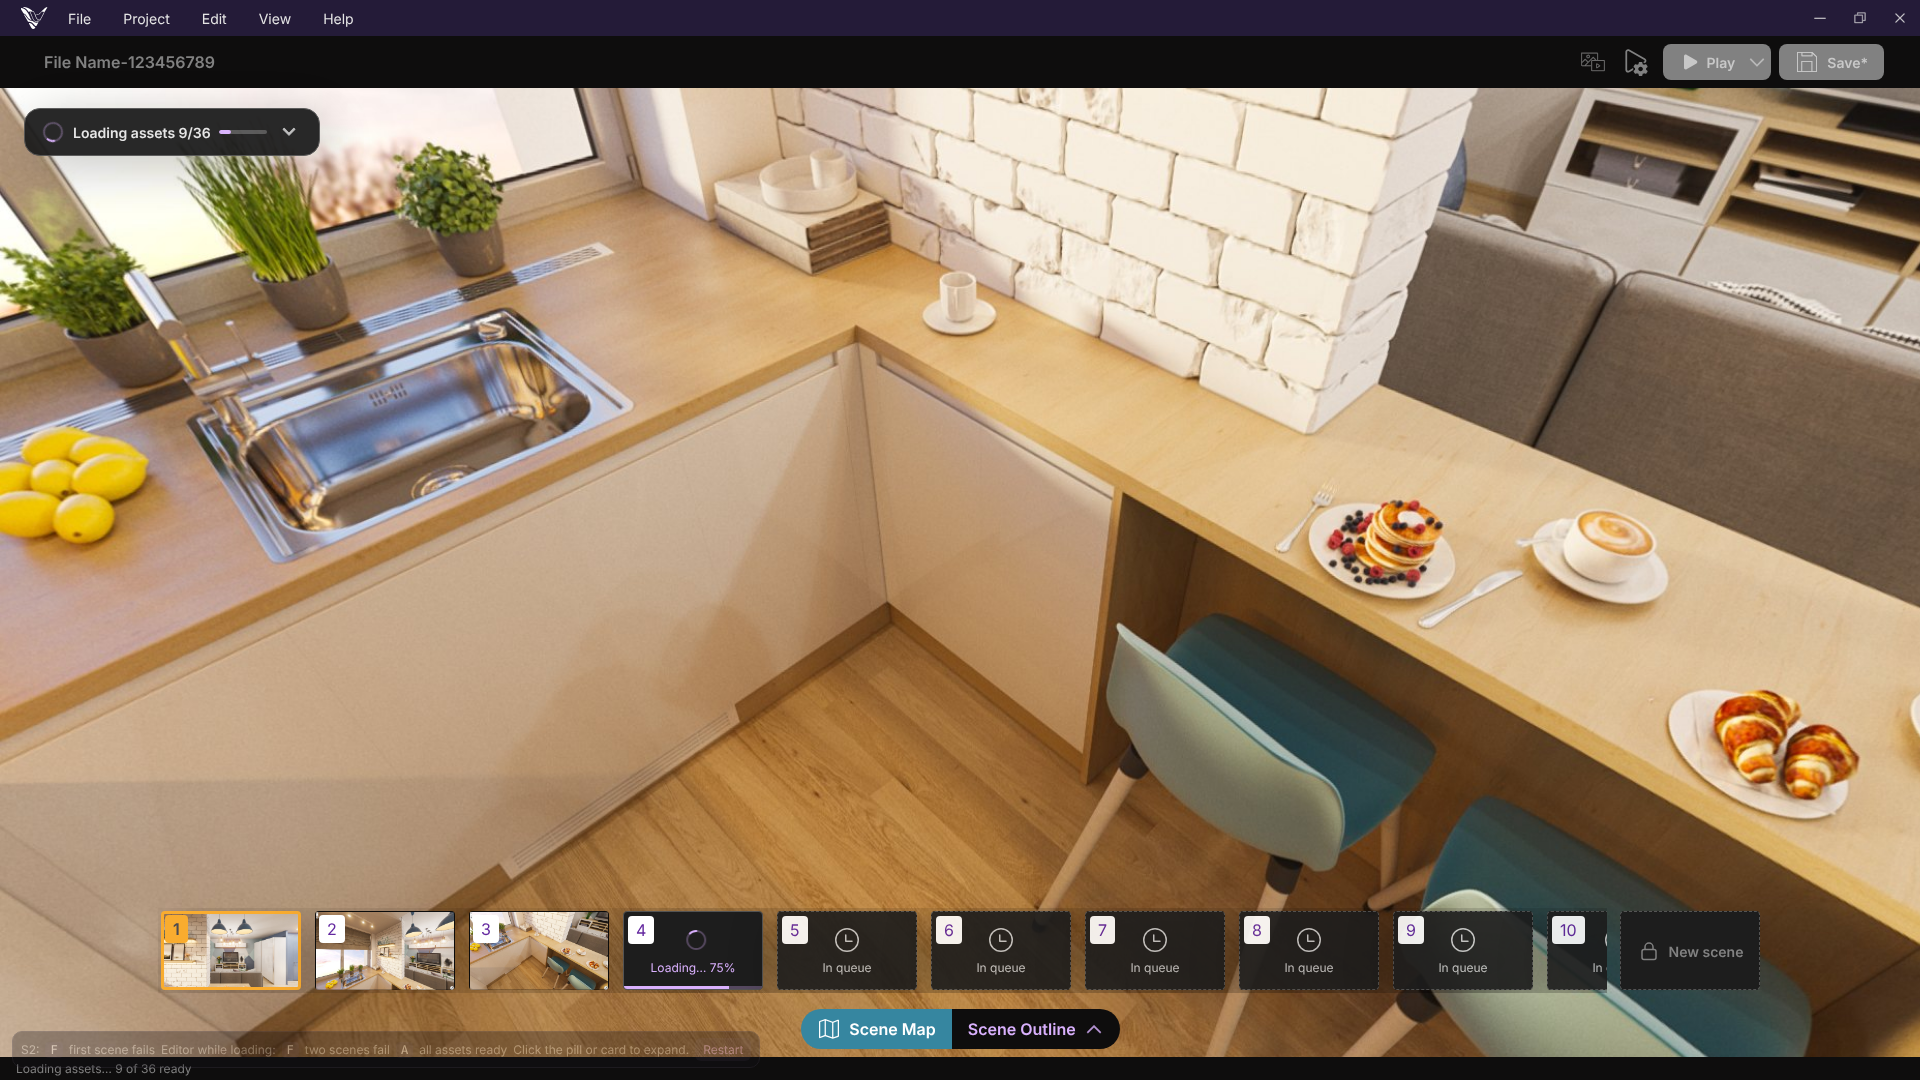 File Project Edit View Help
File Name-123456789
Play Save*
Loading assets 9/36
1 2 3 4 5 6 7 8 9 10
Loading... 75% In queue In queue In queue In queue In queue In New scene
Scene Map Scene Outline
S2: F first scene fails Editor while loading: F two scenes fail A all assets ready Click the pill or card to expand. Restart
Loading assets... 9 of 36 ready